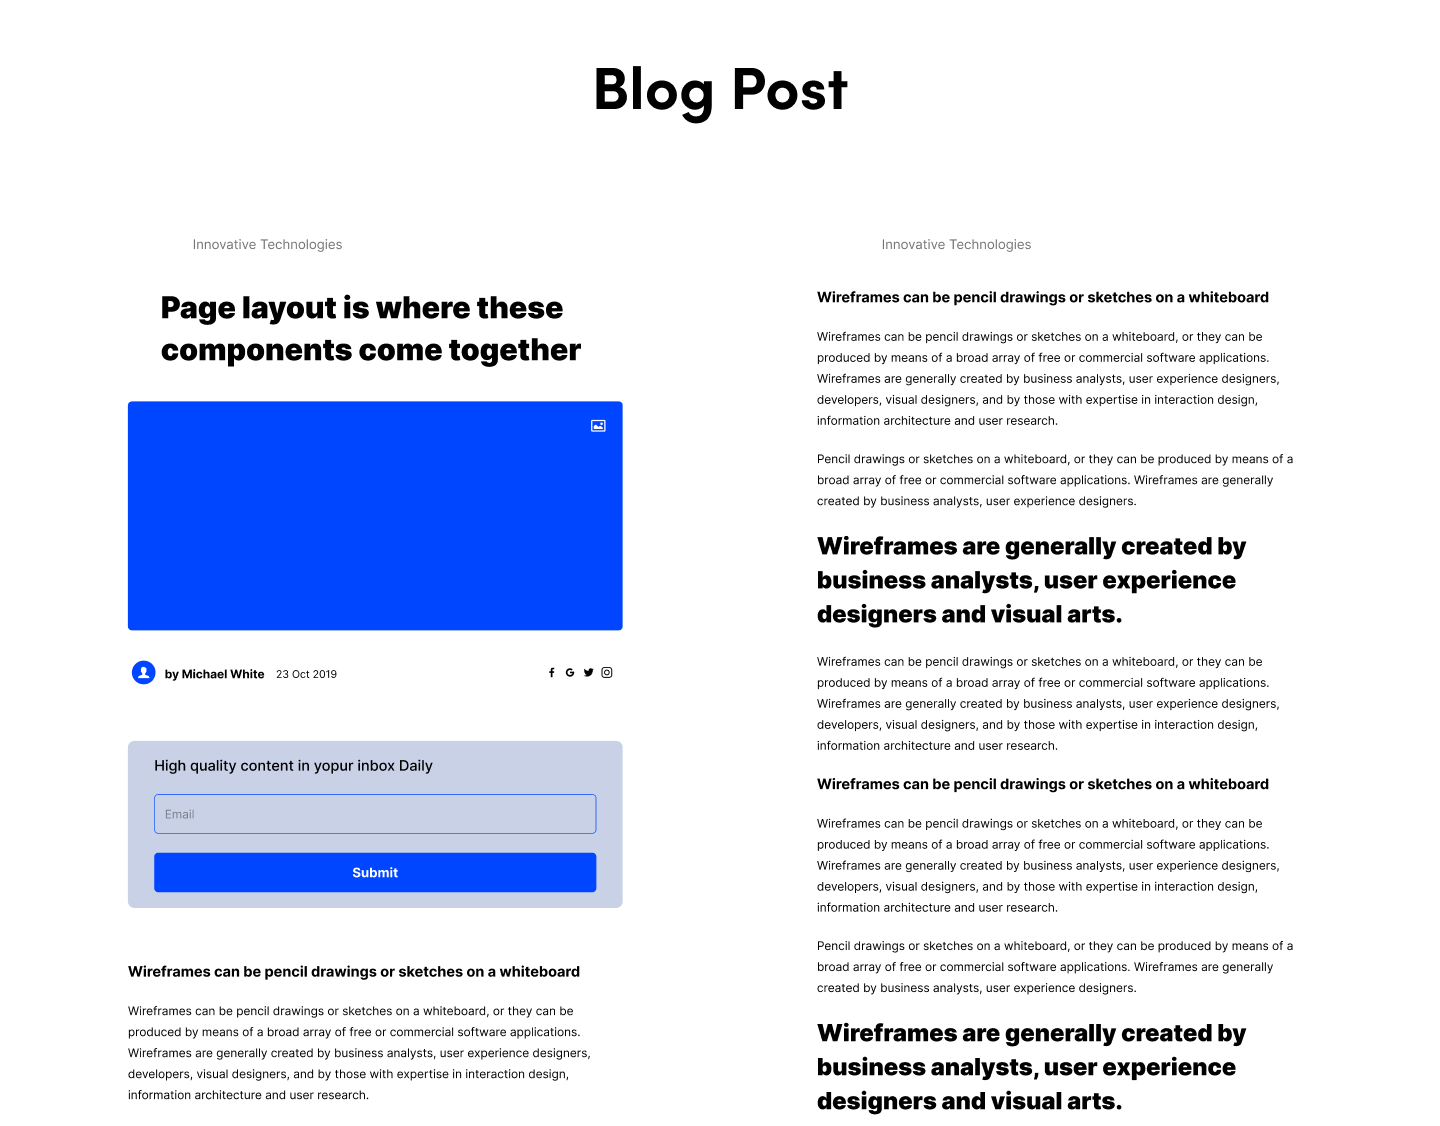 Blog Post
Innovative Technologies
Page layout is where these
components come together
by Michael White 23 Oct 2019
High quality content in yopur inbox Daily
Email
Submit
Wireframes can be pencil drawings or sketches on a whiteboard
Wireframes can be pencil drawings or sketches on a whiteboard, or they can be
produced by means of a broad array of free or commercial software applications.
Wireframes are generally created by business analysts, user experience designers,
developers, visual designers, and by those with expertise in interaction design,
information architecture and user research.
Innovative Technologies
Wireframes can be pencil drawings or sketches on a whiteboard
Wireframes can be pencil drawings or sketches on a whiteboard, or they can be
produced by means of a broad array of free or commercial software applications.
Wireframes are generally created by business analysts, user experience designers,
developers, visual designers, and by those with expertise in interaction design,
information architecture and user research.
Pencil drawings or sketches on a whiteboard, or they can be produced by means of a
broad array of free or commercial software applications. Wireframes are generally
created by business analysts, user experience designers.
Wireframes are generally created by
business analysts, user experience
designers and visual arts.
Wireframes can be pencil drawings or sketches on a whiteboard, or they can be
produced by means of a broad array of free or commercial software applications.
Wireframes are generally created by business analysts, user experience designers,
developers, visual designers, and by those with expertise in interaction design,
information architecture and user research.
Wireframes can be pencil drawings or sketches on a whiteboard
Wireframes can be pencil drawings or sketches on a whiteboard, or they can be
produced by means of a broad array of free or commercial software applications.
Wireframes are generally created by business analysts, user experience designers,
developers, visual designers, and by those with expertise in interaction design,
information architecture and user research.
Pencil drawings or sketches on a whiteboard, or they can be produced by means of a
broad array of free or commercial software applications. Wireframes are generally
created by business analysts, user experience designers.
Wireframes are generally created by
business analysts, user experience
designers and visual arts.